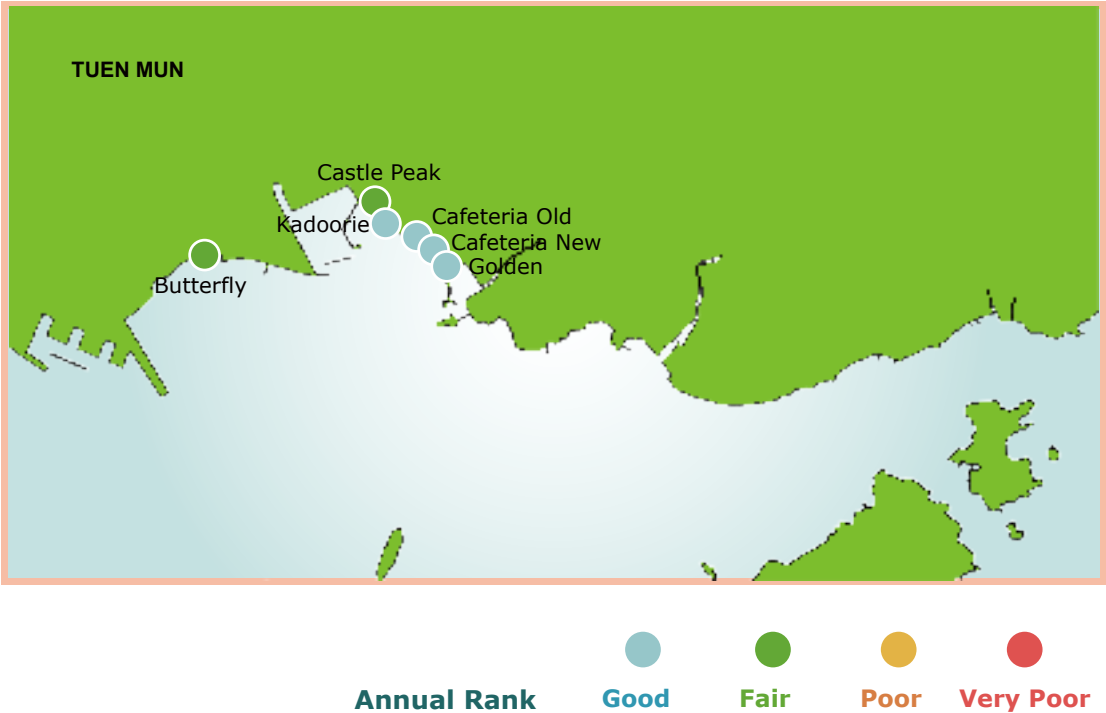 TUEN MUN
Castle Peak
Kadoorie
Cafeteria Old
Cafeteria New
Golden
Butterfly
Annual Rank
Good
Fair
Poor
Very Poor